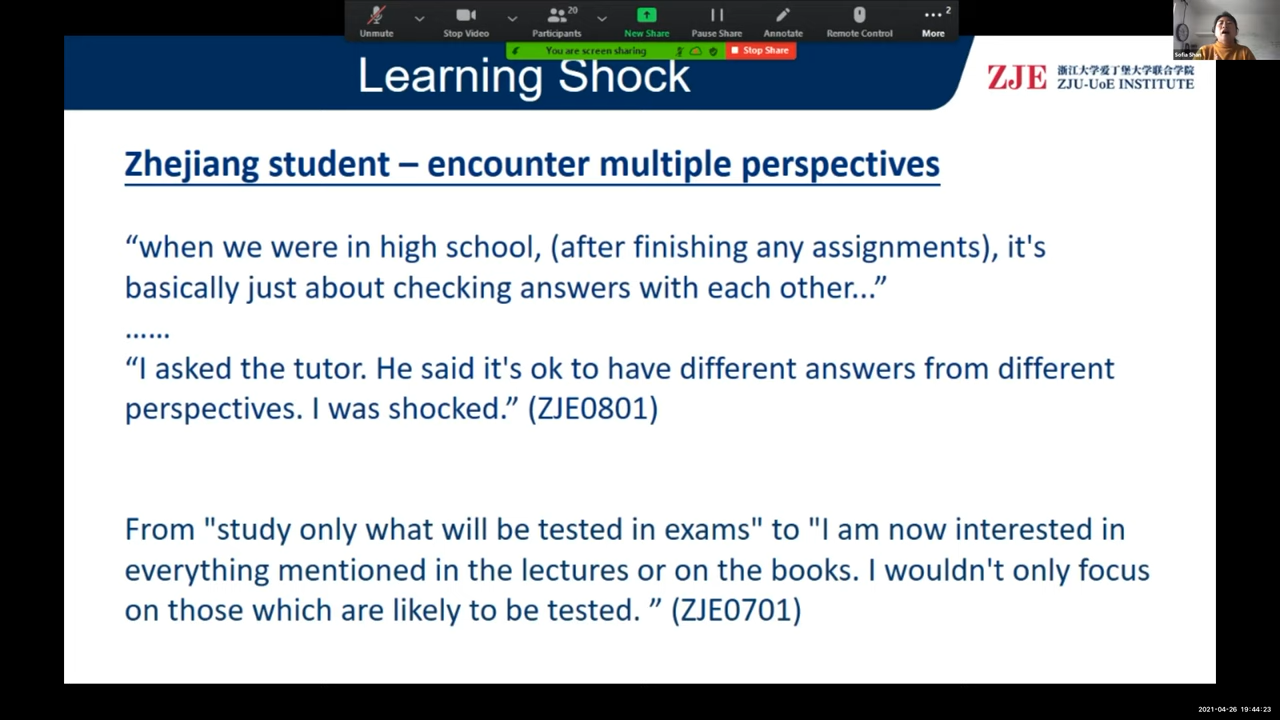 20
2
Unmute
Stop Video
Participants
New Share
Pause Share
Annotate
Remote Control
More
You are screen sharing
Stop Share
Sofia Shan
Learning Shock
ZJE
浙江大学爱丁堡大学联合学院
ZJU-UoE INSTITUTE
Zhejiang student – encounter multiple perspectives
“when we were in high school, (after finishing any assignments), it's
basically just about checking answers with each other...”
......
“I asked the tutor. He said it's ok to have different answers from different
perspectives. I was shocked.” (ZJE0801)
From "study only what will be tested in exams" to "I am now interested in
everything mentioned in the lectures or on the books. I wouldn't only focus
on those which are likely to be tested. ” (ZJE0701)
2021-04-26 19:44:23